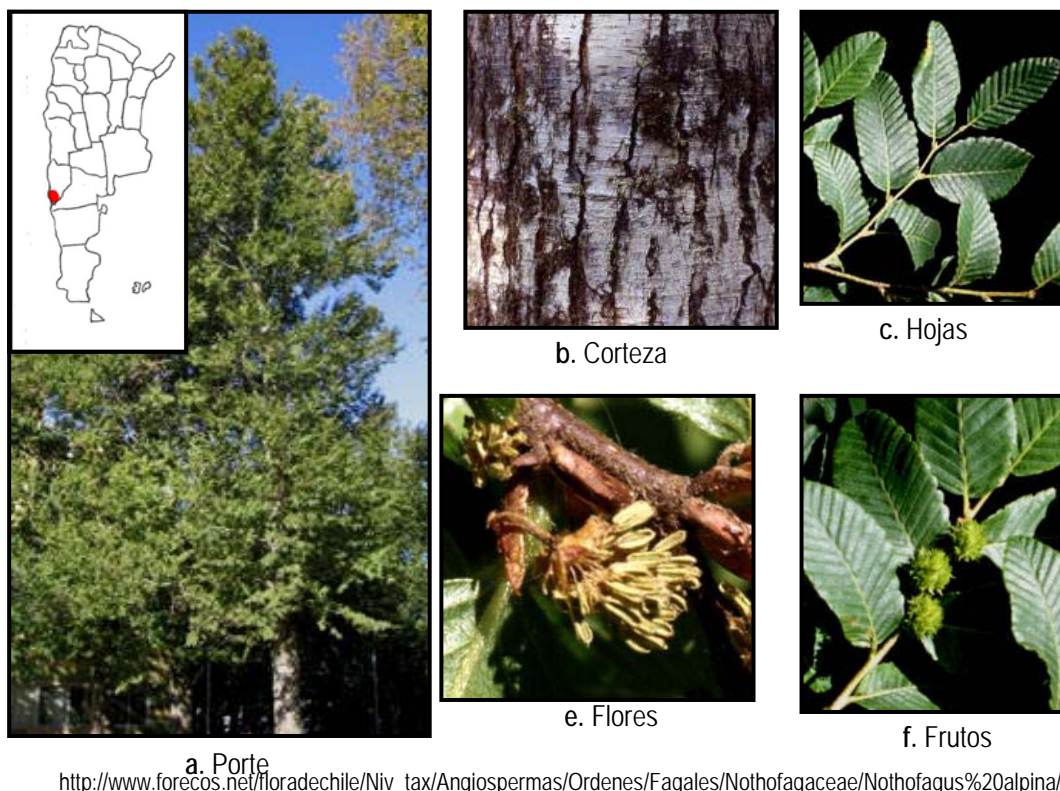 b. Corteza
c. Hojas
e. Flores
f. Frutos
a. Porte
http://www.forecos.net/floradechile/Niv_tax/Angiospermas/Ordenes/Fagales/Nothofagaceae/Nothofagus%20alpina/